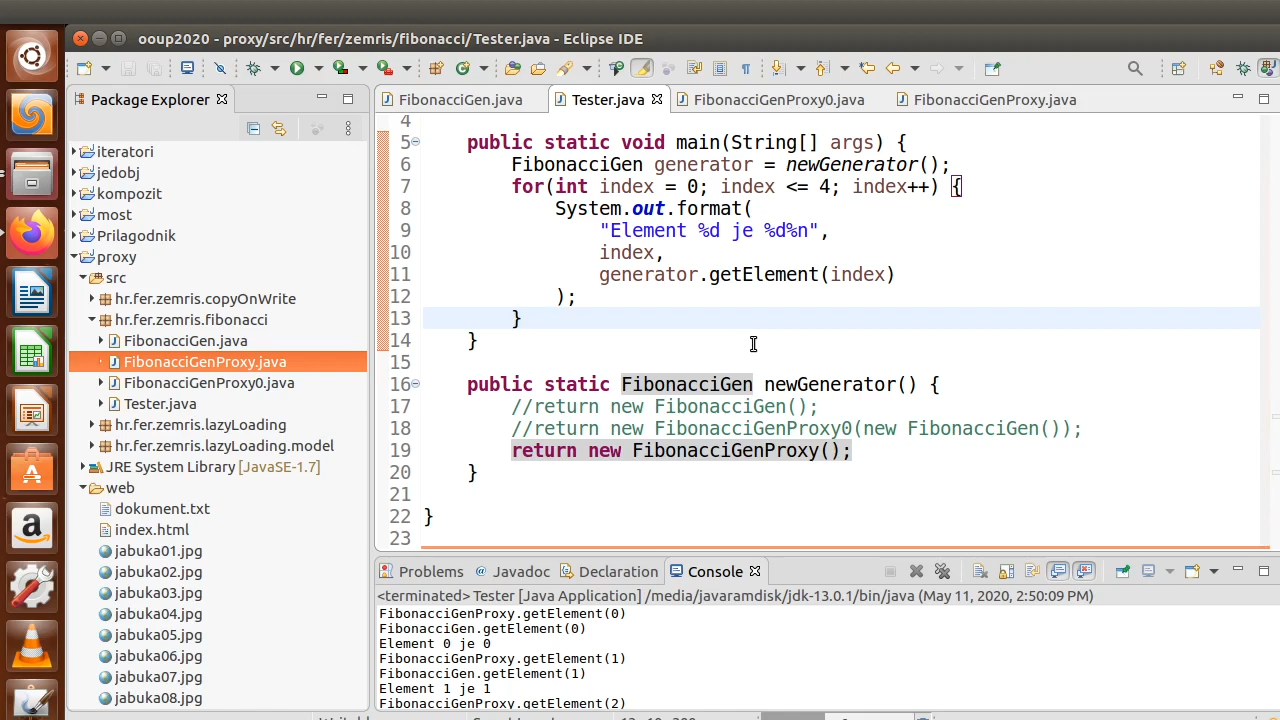 ooup2020 - proxy/src/hr/fer/zemris/fibonacci/Tester.java - Eclipse IDE
Package Explorer
iteratori
jedobj
kompozit
most
Prilagodnik
proxy
src
hr.fer.zemris.copyOnWrite
hr.fer.zemris.fibonacci
FibonacciGen.java
FibonacciGenProxy.java
FibonacciGenProxy0.java
Tester.java
hr.fer.zemris.lazyLoading
hr.fer.zemris.lazyLoading.model
JRE System Library [JavaSE-1.7]
web
dokument.txt
index.html
jabuka01.jpg
jabuka02.jpg
jabuka03.jpg
jabuka04.jpg
jabuka05.jpg
jabuka06.jpg
jabuka07.jpg
jabuka08.jpg
FibonacciGen.java Tester.java FibonacciGenProxy0.java FibonacciGenProxy.java
4
5 public static void main(String[] args) {
6 FibonacciGen generator = newGenerator();
7 for(int index = 0; index <= 4; index++) {
8 System.out.format(
9 "Element %d je %d%n",
10 index,
11 generator.getElement(index)
12 );
13 }
14 }
15
16 public static FibonacciGen newGenerator() {
17 //return new FibonacciGen();
18 //return new FibonacciGenProxy0(new FibonacciGen());
19 return new FibonacciGenProxy();
20 }
21
22 }
23
Problems @ Javadoc Declaration Console
<terminated> Tester [Java Application] /media/javaramdisk/jdk-13.0.1/bin/java (May 11, 2020, 2:50:09 PM)
FibonacciGenProxy.getElement(0)
FibonacciGen.getElement(0)
Element 0 je 0
FibonacciGenProxy.getElement(1)
FibonacciGen.getElement(1)
Element 1 je 1
FibonacciGenProxy.getElement(2)